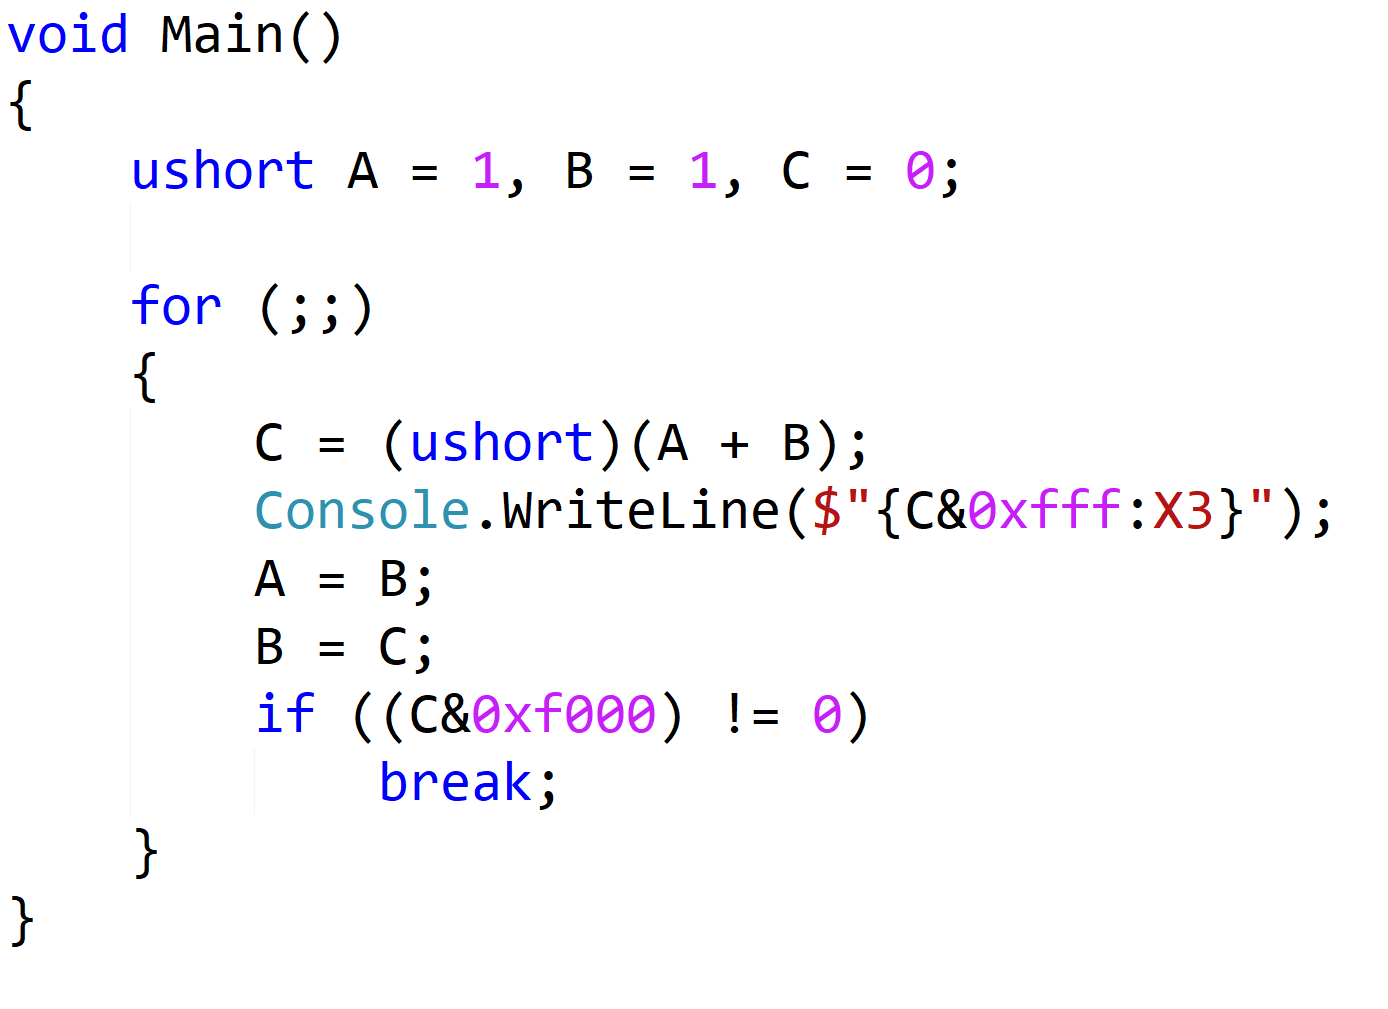 void Main()
{
    ushort A = 1, B = 1, C = 0;

    for (;;)
    {
        C = (ushort)(A + B);
        Console.WriteLine($"{C&0xfff:X3}");
        A = B;
        B = C;
        if ((C&0xf000) != 0)
            break;
    }
}